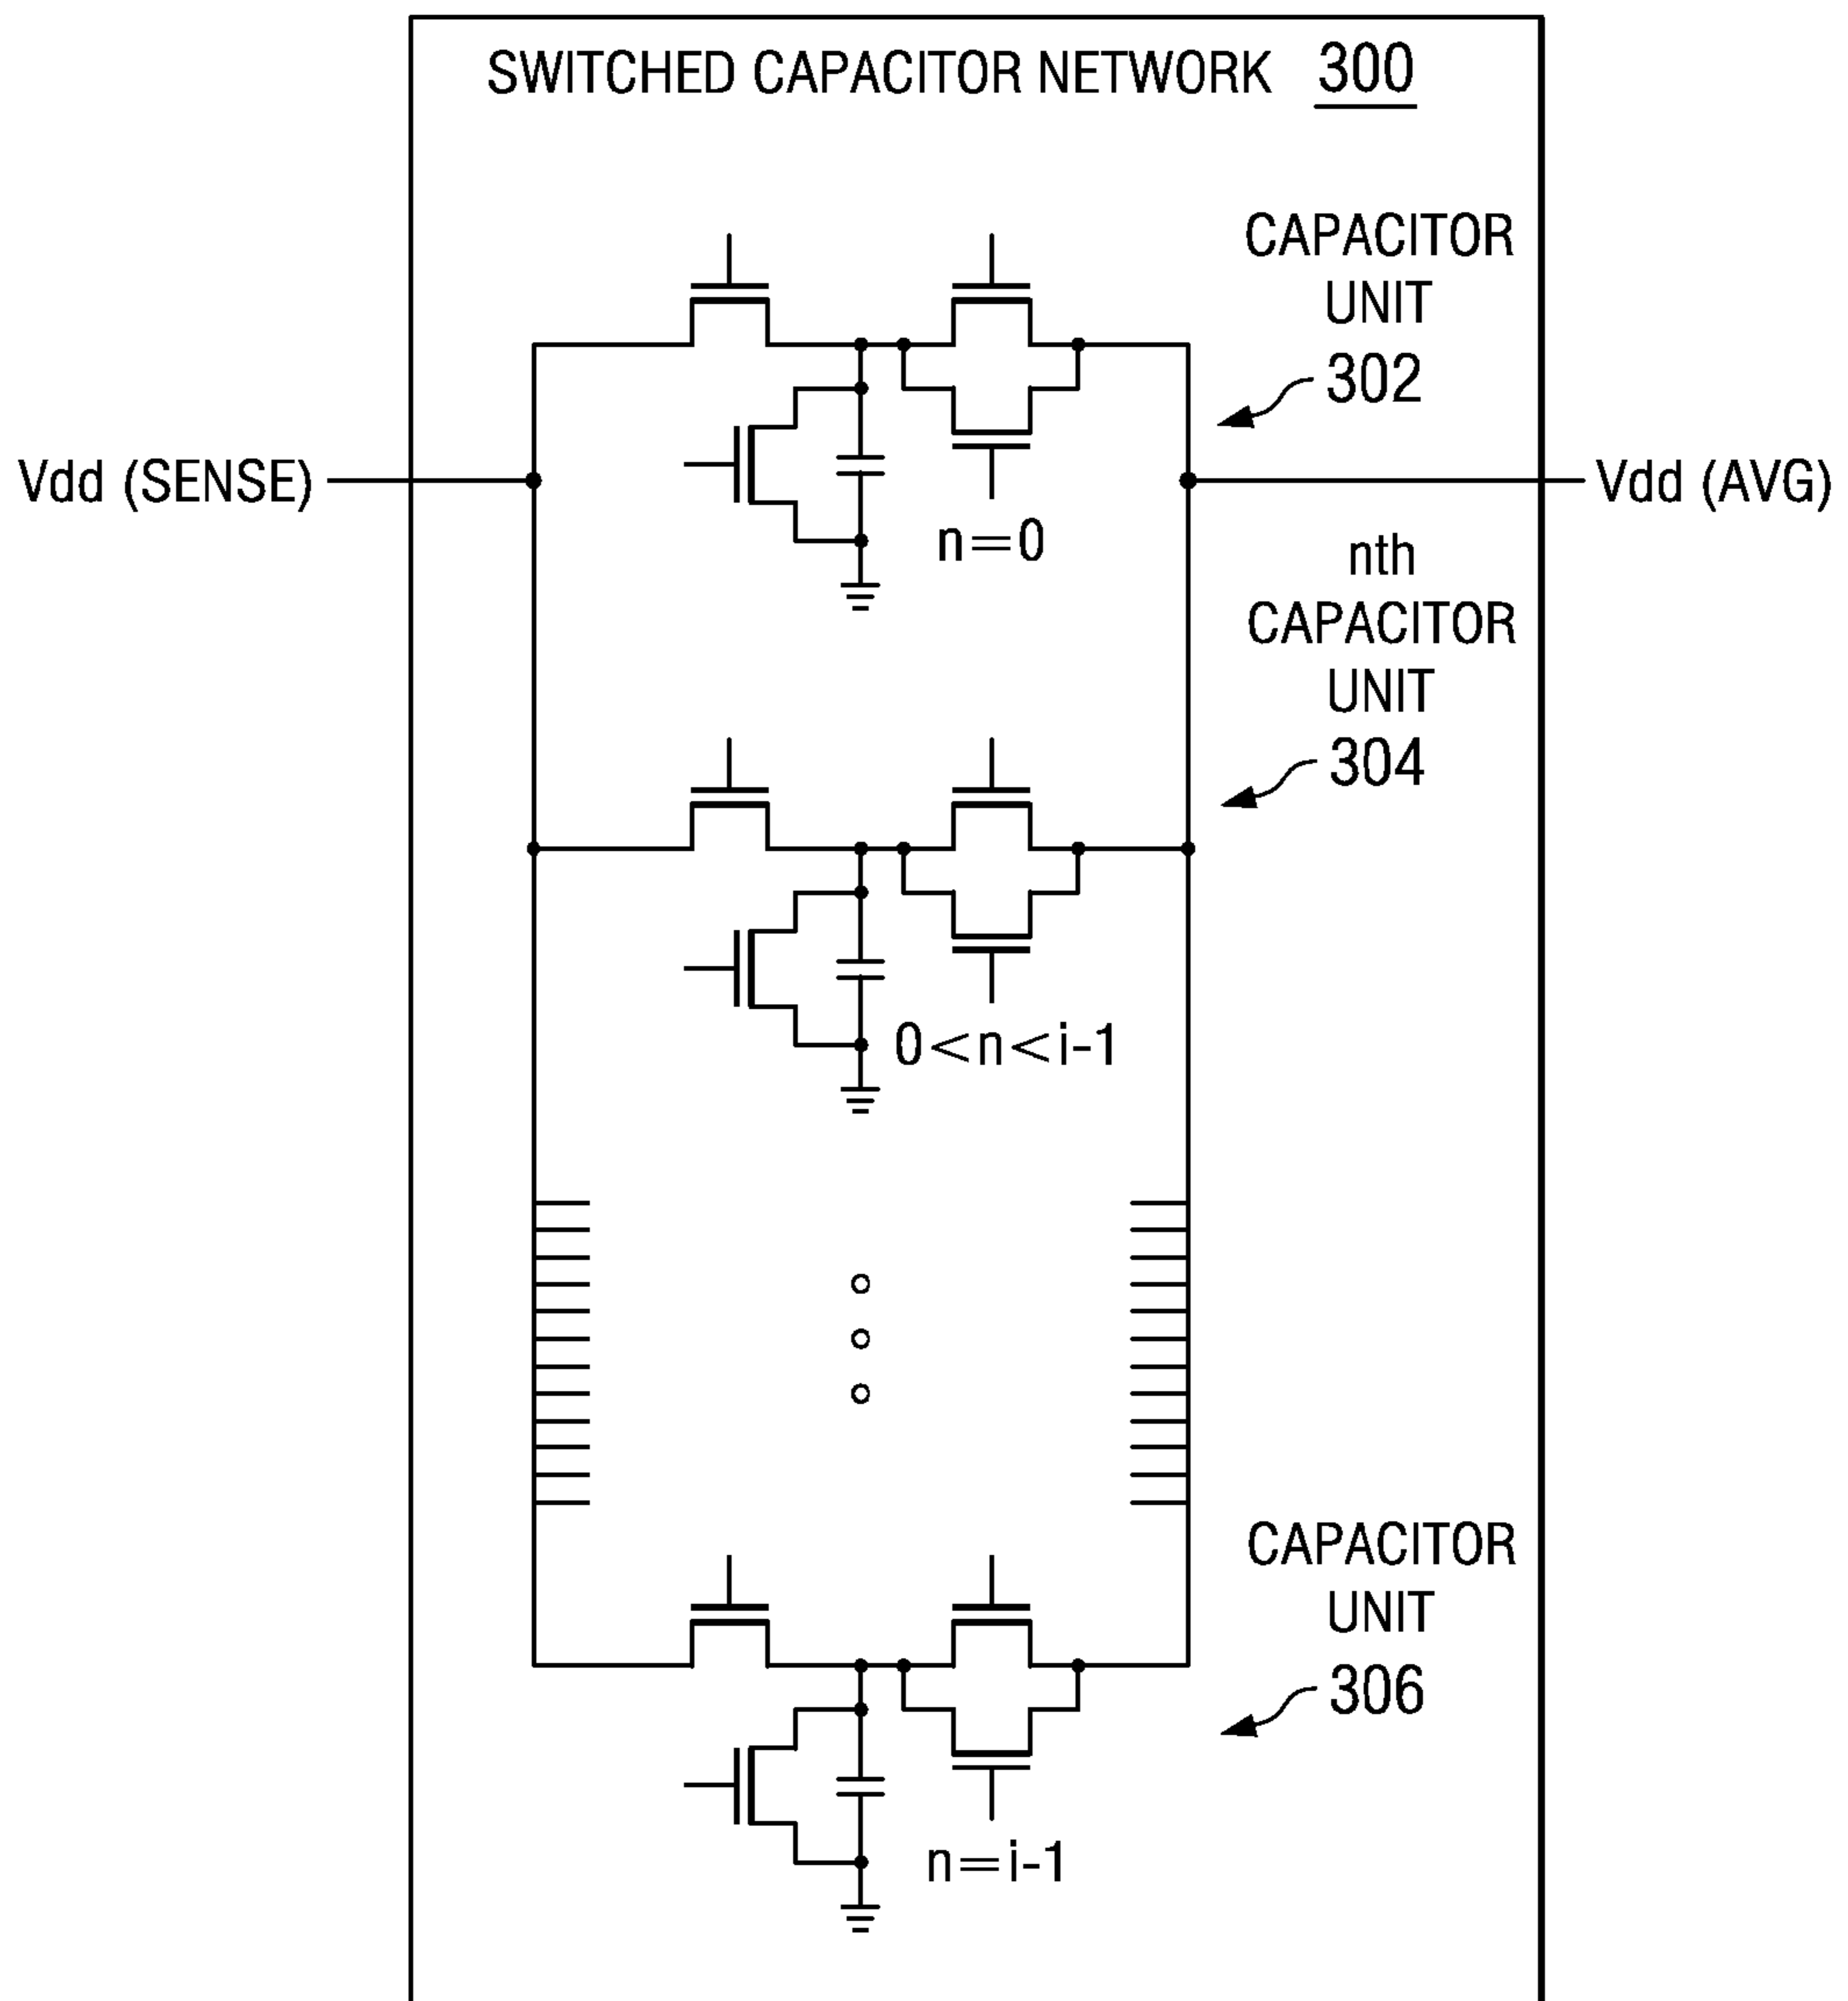 SWITCHED CAPACITOR NETWORK 300
CAPACITOR
UNIT
302
Vdd (SENSE)
Vdd (AVG)
n=0
nth
CAPACITOR
UNIT
304
0<n<i-1
CAPACITOR
UNIT
306
n=i-1